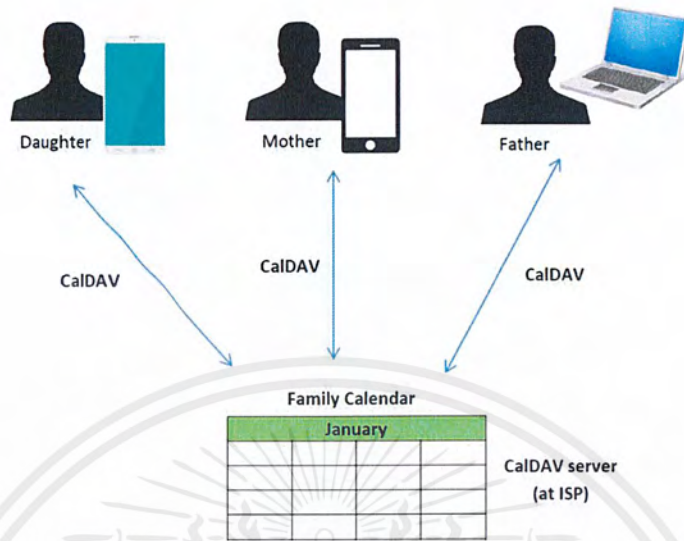 Daughter
Mother
Father
CalDAV
CalDAV
CalDAV
Family Calendar
January
CalDAV server
(at ISP)